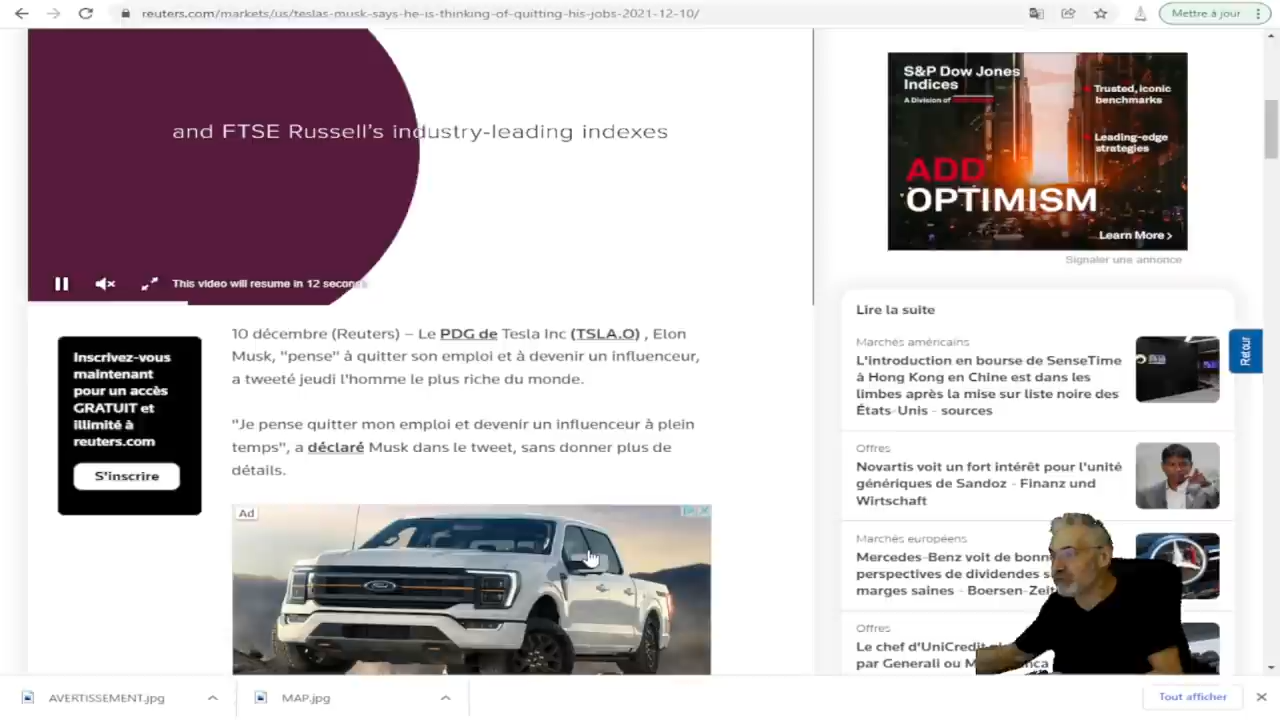 reuters.com/markets/us/teslas-musk-says-he-is-thinking-of-quitting-his-jobs-2021-12-10/
Mettre à jour
and FTSE Russell's industry-leading indexes
This video will resume in 12 seconds
S&P Dow Jones
Indices
A Division of
Trusted, iconic
benchmarks
Leading-edge
strategies
ADD
OPTIMISM
Learn More >
Signaler une annonce
Inscrivez-vous
maintenant
pour un accès
GRATUIT et
illimité à
reuters.com
S'inscrire
10 décembre (Reuters) – Le PDG de Tesla Inc (TSLA.O) , Elon
Musk, "pense" à quitter son emploi et à devenir un influenceur,
a tweeté jeudi l'homme le plus riche du monde.
"Je pense quitter mon emploi et devenir un influenceur à plein
temps", a déclaré Musk dans le tweet, sans donner plus de
détails.
Ad
Ford
Lire la suite
Marchés américains
L'introduction en bourse de SenseTime
à Hong Kong en Chine est dans les
limbes après la mise sur liste noire des
États-Unis - sources
Offres
Novartis voit un fort intérêt pour l'unité
génériques de Sandoz - Finanz und
Wirtschaft
Marchés européens
Mercedes-Benz voit de bonn
perspectives de dividendes
marges saines - Boersen-Zeit
Offres
Le chef d'UniCredit
par Generali ou M
Retour
AVERTISSEMENT.jpg
MAP.jpg
Tout afficher